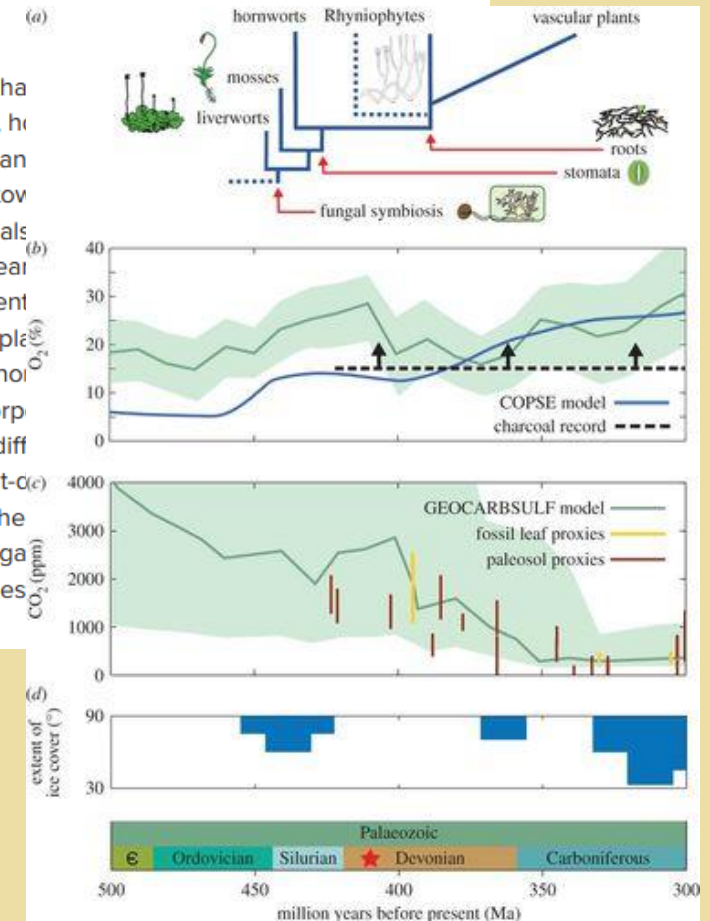 (a)
hornworts Rhyniophytes vascular plants
mosses
liverworts
roots
stomata
fungal symbiosis
(b)
40
30
20
10
0
O₂ (%)
COPSE model
charcoal record
(c)
4000
3000
2000
1000
0
CO₂ (ppm)
GEOCARBSULF model
fossil leaf proxies
paleosol proxies
(d)
90
30
extent of
ice cover (°)
Palaeozoic
Є Ordovician Silurian Devonian Carboniferous
500 450 400 350 300
million years before present (Ma)